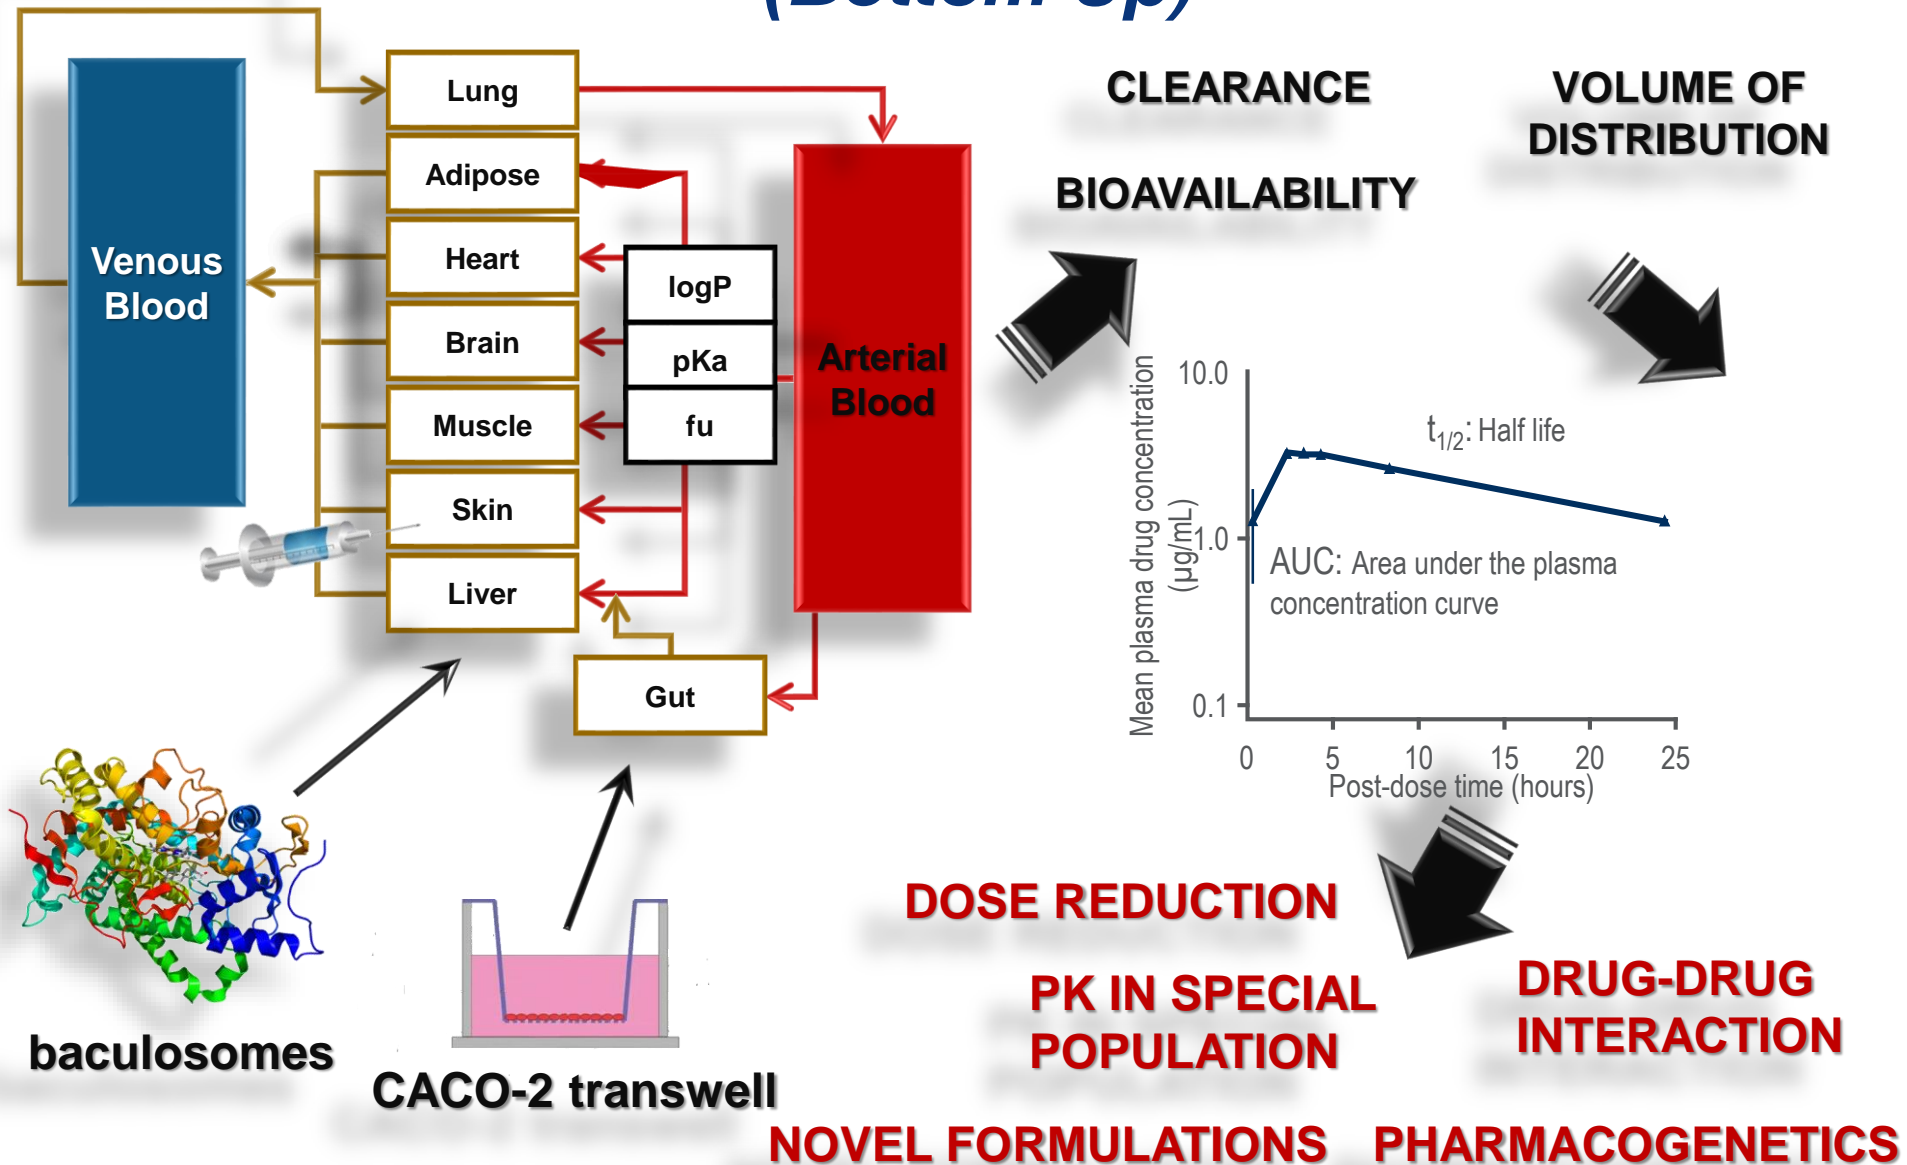 (Bottom-Up)
Lung
Adipose
Heart
Brain
Muscle
Skin
Liver
Gut
Venous
Blood
logP
pKa
fu
Arterial
Blood
CLEARANCE
VOLUME OF
DISTRIBUTION
BIOAVAILABILITY
Mean plasma drug concentration
(µg/mL)
10.0
1.0
0.1
t1/2: Half life
AUC: Area under the plasma
concentration curve
0 5 10 15 20 25
Post-dose time (hours)
baculosomes
CACO-2 transwell
DOSE REDUCTION
PK IN SPECIAL
POPULATION
DRUG-DRUG
INTERACTION
NOVEL FORMULATIONS
PHARMACOGENETICS